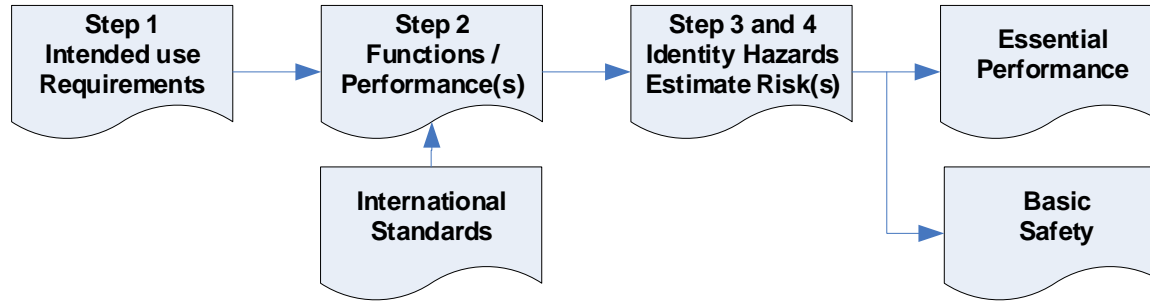 Step 1
Intended use
Requirements
Step 2
Functions /
Performance(s)
Step 3 and 4
Identity Hazards
Estimate Risk(s)
Essential
Performance
International
Standards
Basic
Safety